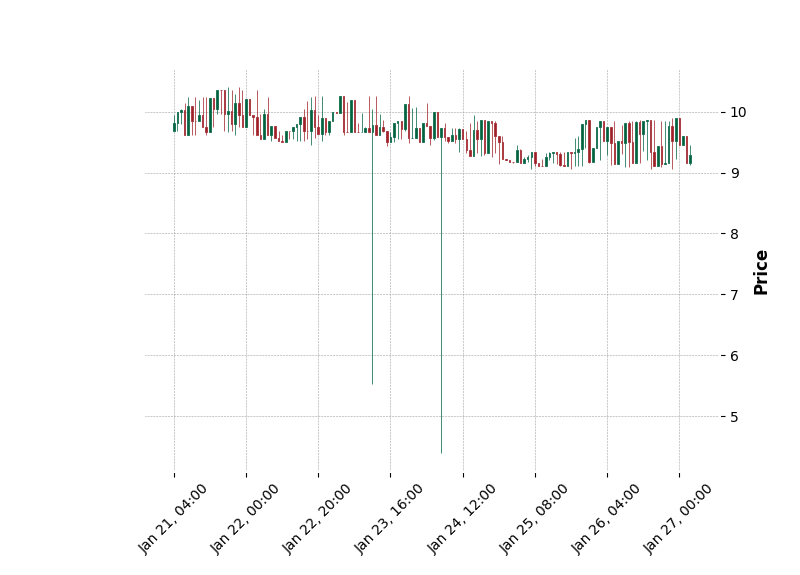 10
9
8
7
6
5
Price
Jan 21, 04:00
Jan 22, 00:00
Jan 22, 20:00
Jan 23, 16:00
Jan 24, 12:00
Jan 25, 08:00
Jan 26, 04:00
Jan 27, 00:00